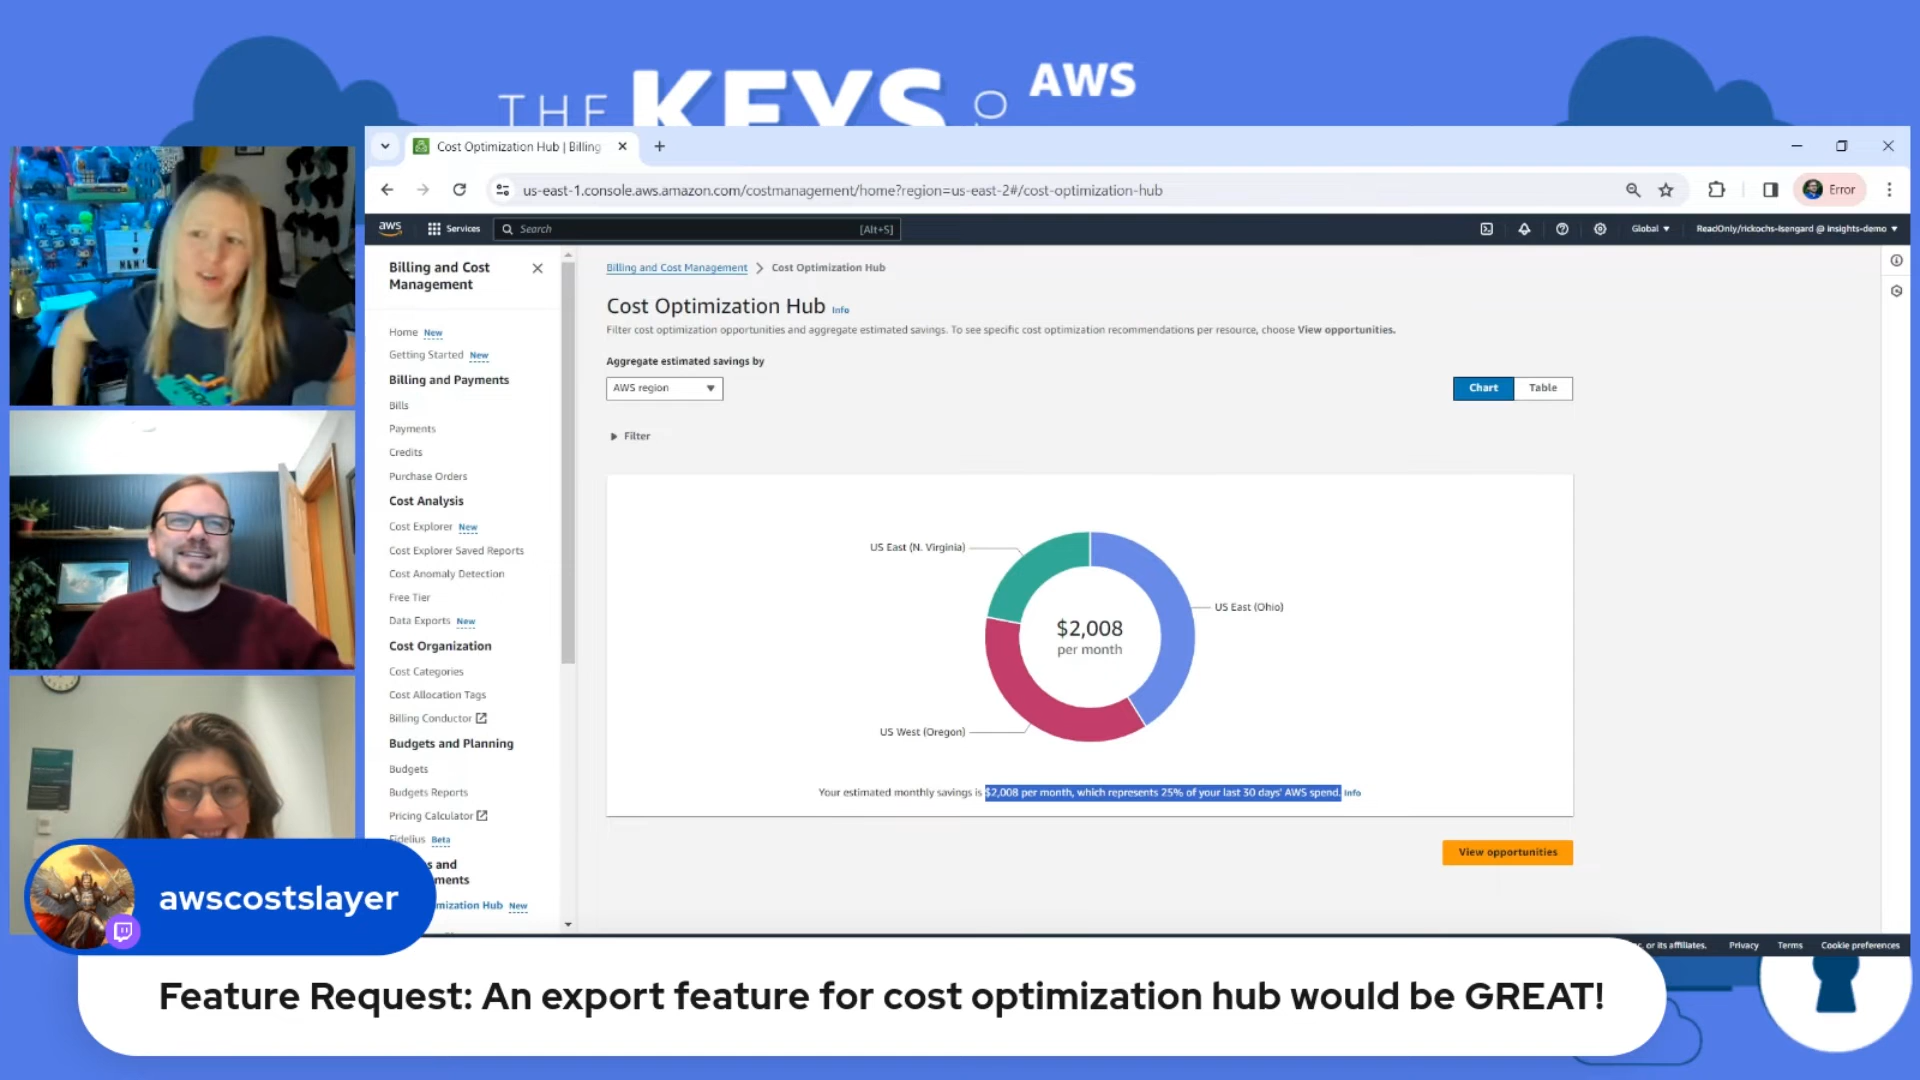 THE KEYS
AWS
Cost Optimization Hub | Billing
us-east-1.console.aws.amazon.com/costmanagement/home?region=us-east-2#/cost-optimization-hub
Error
aws
Services
Search
[Alt+S]
Global
ReadOnly/rickochs-isengard @ insights-demo
Billing and Cost
Management
Home New
Getting Started New
Billing and Payments
Bills
Payments
Credits
Purchase Orders
Cost Analysis
Cost Explorer New
Cost Explorer Saved Reports
Cost Anomaly Detection
Free Tier
Data Exports New
Cost Organization
Cost Categories
Cost Allocation Tags
Billing Conductor
Budgets and Planning
Budgets
Budgets Reports
Pricing Calculator
Fidelius Beta
s and
ments
mization Hub New
Billing and Cost Management > Cost Optimization Hub
Cost Optimization Hub Info
Filter cost optimization opportunities and aggregate estimated savings. To see specific cost optimization recommendations per resource, choose View opportunities.
Aggregate estimated savings by
AWS region
Chart
Table
Filter
US East (N. Virginia)
US East (Ohio)
$2,008
per month
US West (Oregon)
Your estimated monthly savings is $2,008 per month, which represents 25% of your last 30 days' AWS spend. Info
View opportunities
or its affiliates.
Privacy
Terms
Cookie preferences
awscostslayer
Feature Request: An export feature for cost optimization hub would be GREAT!